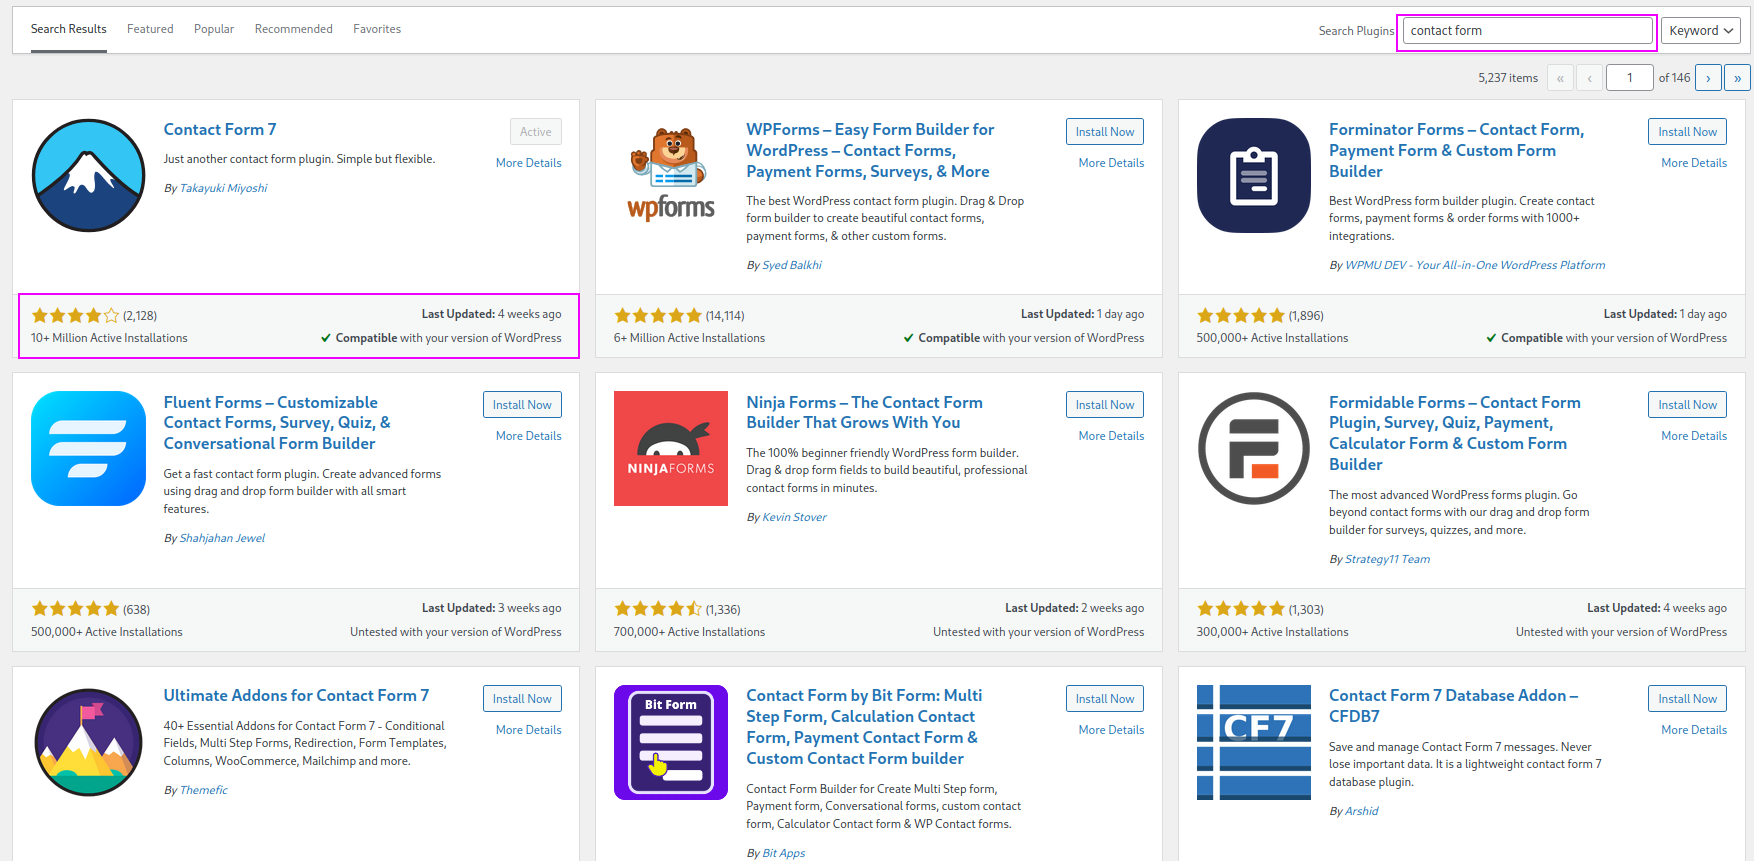 Search Results Featured Popular Recommended Favorites Search Plugins contact form Keyword
5,237 items « ‹ 1 of 146 › »
Contact Form 7
Active
Just another contact form plugin. Simple but flexible.
More Details
By Takayuki Miyoshi
(2,128)
Last Updated: 4 weeks ago
10+ Million Active Installations
Compatible with your version of WordPress
wpforms
WPForms – Easy Form Builder for
WordPress – Contact Forms,
Payment Forms, Surveys, & More
Install Now
More Details
The best WordPress contact form plugin. Drag & Drop
form builder to create beautiful contact forms,
payment forms, & other custom forms.
By Syed Balkhi
(14,114)
Last Updated: 1 day ago
6+ Million Active Installations
Compatible with your version of WordPress
Forminator Forms – Contact Form,
Payment Form & Custom Form
Builder
Install Now
More Details
Best WordPress form builder plugin. Create contact
forms, payment forms & order forms with 1000+
integrations.
By WPMU DEV - Your All-in-One WordPress Platform
(1,896)
Last Updated: 1 day ago
500,000+ Active Installations
Compatible with your version of WordPress
Fluent Forms – Customizable
Contact Forms, Survey, Quiz, &
Conversational Form Builder
Install Now
More Details
Get a fast contact form plugin. Create advanced forms
using drag and drop form builder with all smart
features.
By Shahjahan Jewel
(638)
Last Updated: 3 weeks ago
500,000+ Active Installations
Untested with your version of WordPress
NINJAFORMS
Ninja Forms – The Contact Form
Builder That Grows With You
Install Now
More Details
The 100% beginner friendly WordPress form builder.
Drag & drop form fields to build beautiful, professional
contact forms in minutes.
By Kevin Stover
(1,336)
Last Updated: 2 weeks ago
700,000+ Active Installations
Untested with your version of WordPress
Formidable Forms – Contact Form
Plugin, Survey, Quiz, Payment,
Calculator Form & Custom Form
Builder
Install Now
More Details
The most advanced WordPress forms plugin. Go
beyond contact forms with our drag and drop form
builder for surveys, quizzes, and more.
By Strategy11 Team
(1,303)
Last Updated: 4 weeks ago
300,000+ Active Installations
Untested with your version of WordPress
Ultimate Addons for Contact Form 7
Install Now
More Details
40+ Essential Addons for Contact Form 7 - Conditional
Fields, Multi Step Forms, Redirection, Form Templates,
Columns, WooCommerce, Mailchimp and more.
By Themefic
Bit Form
Contact Form by Bit Form: Multi
Step Form, Calculation Contact
Form, Payment Contact Form &
Custom Contact Form builder
Install Now
More Details
Contact Form Builder for Create Multi Step form,
Payment form, Conversational forms, custom contact
form, Calculator Contact form & WP Contact forms.
By Bit Apps
CF7
Contact Form 7 Database Addon –
CFDB7
Install Now
More Details
Save and manage Contact Form 7 messages. Never
lose important data. It is a lightweight contact form 7
database plugin.
By Arshid